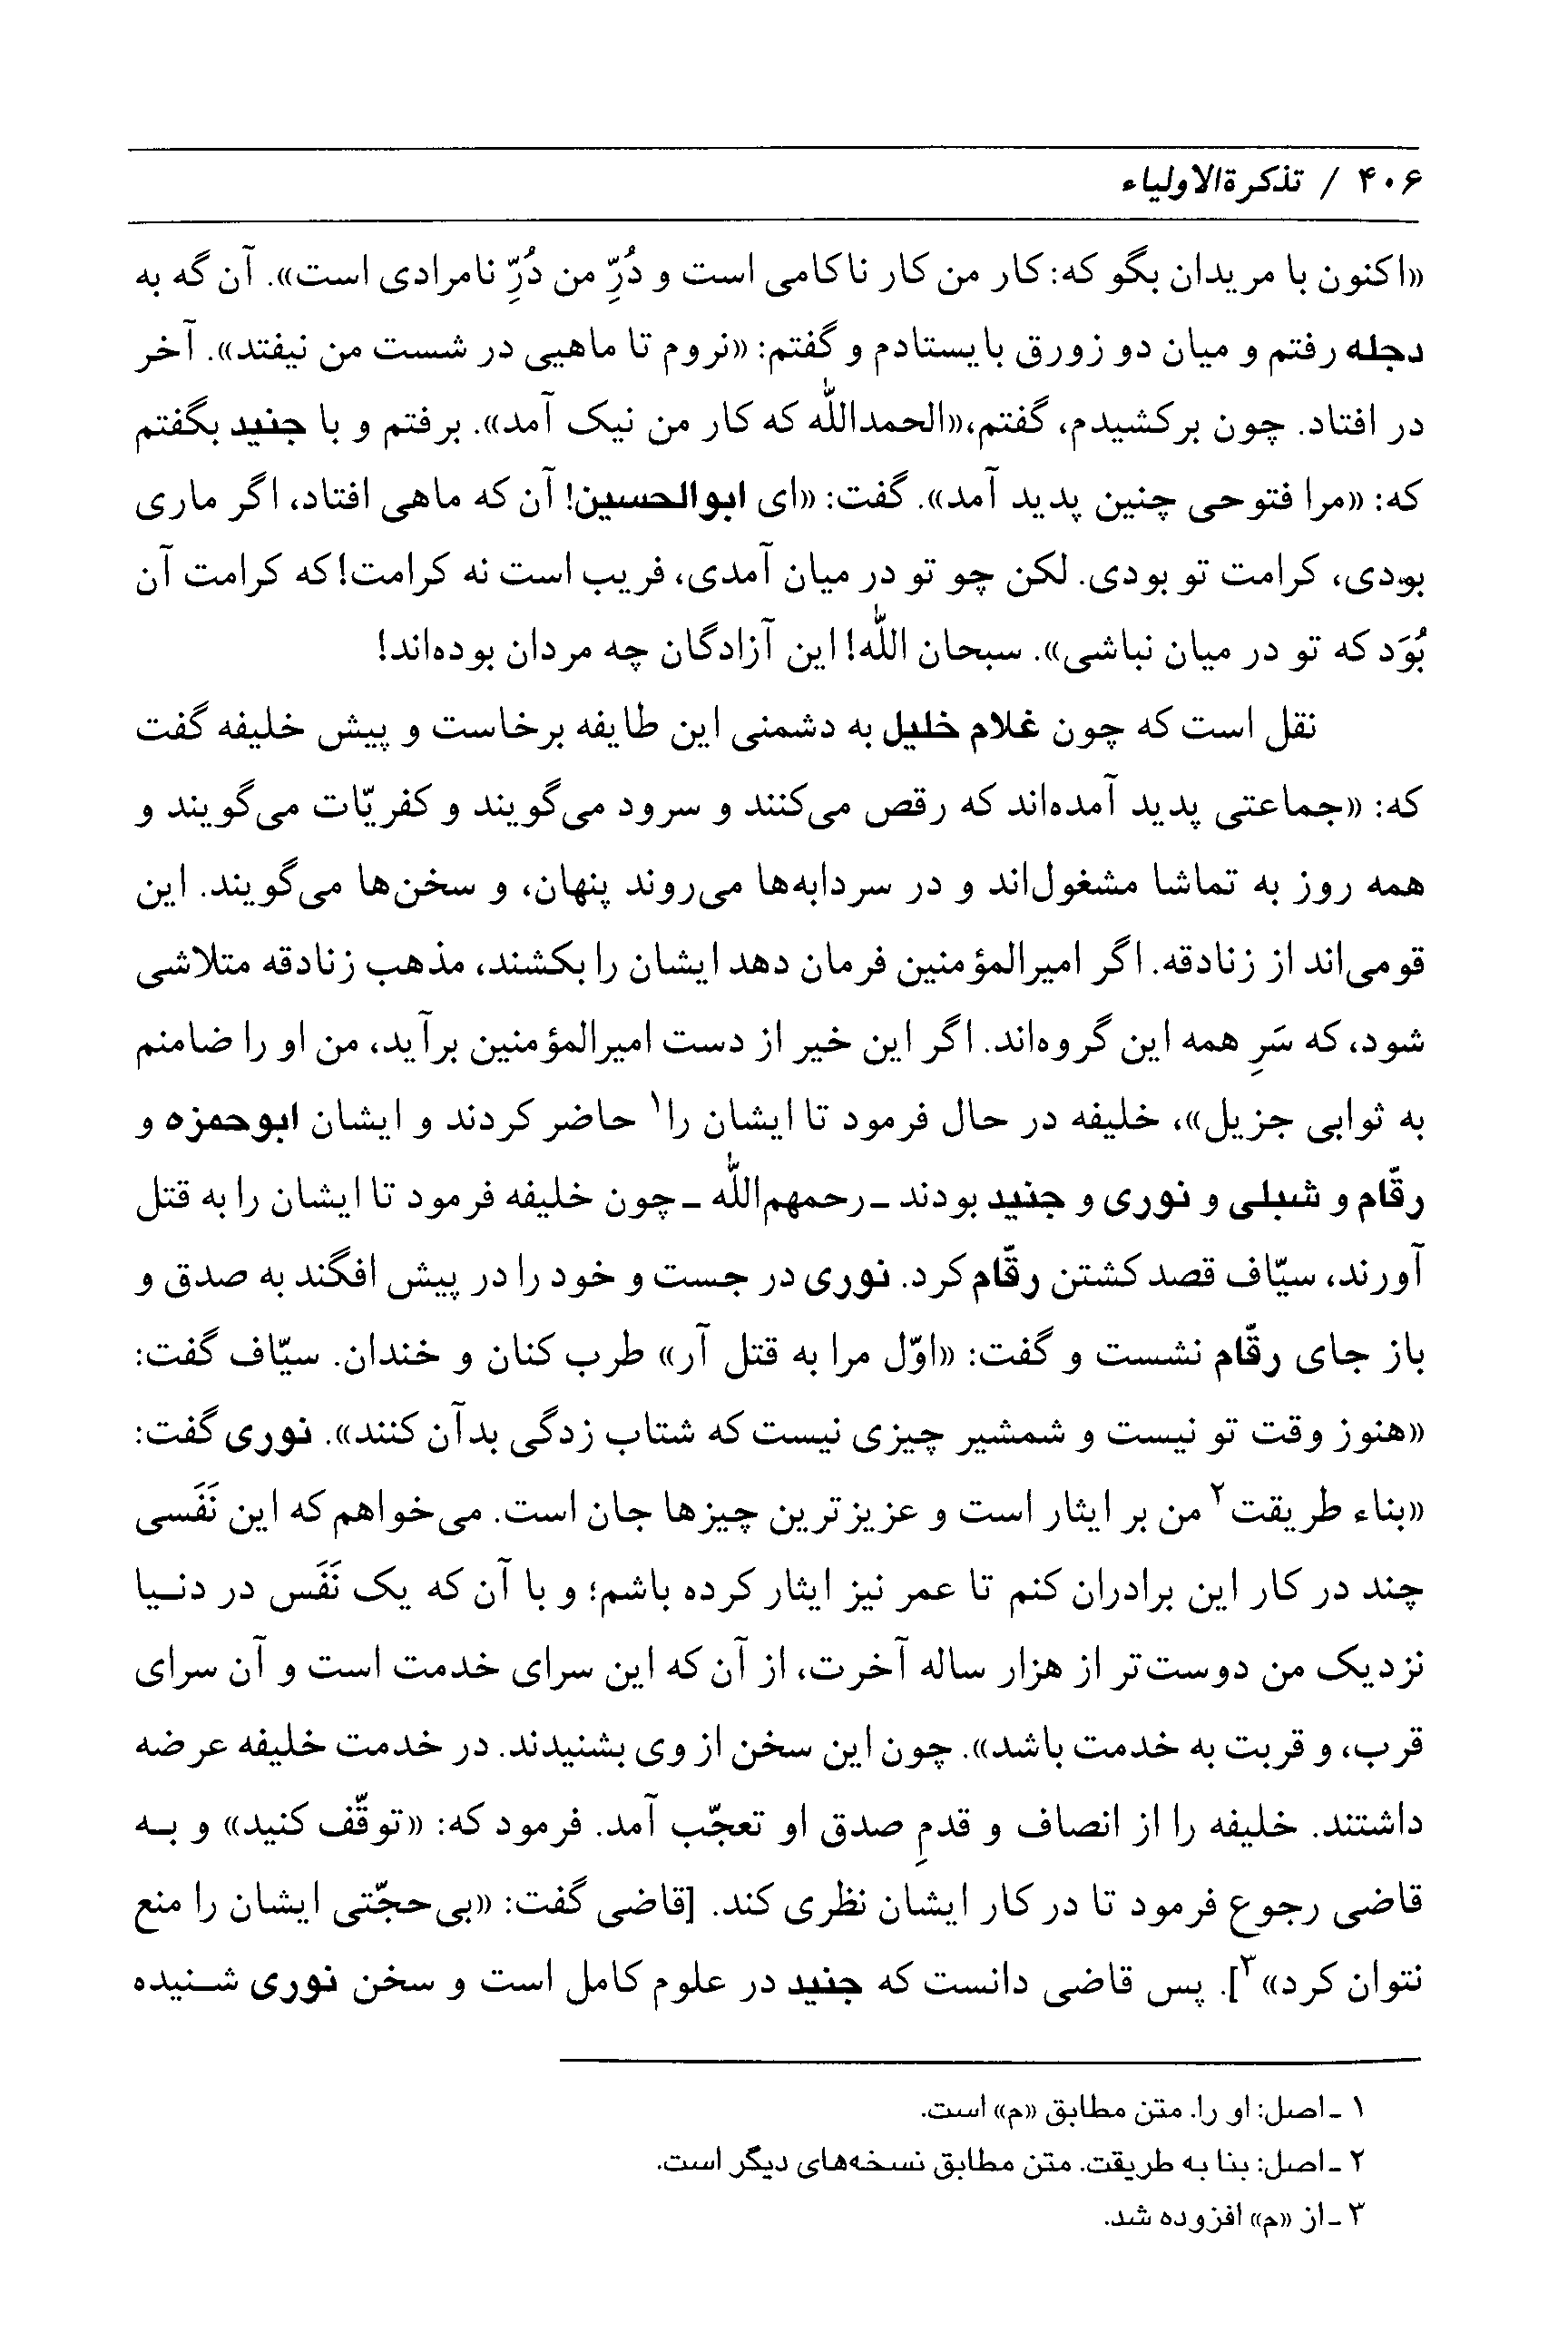 ۴۰۶ / تذکرةالاولیاء
«اکنون با مریدان بگو که: کار من کار ناکامی است و دُرِّ من دُرِّ نامرادی است». آن گه به
دجله رفتم و میان دو زورق بایستادم و گفتم: «نروم تا ماهیی در شست من نیفتد». آخر
در افتاد. چون برکشیدم، گفتم،«الحمدالله که کار من نیک آمد». برفتم و با جنید بگفتم
که: «مرا فتوحی چنین پدید آمد». گفت: «ای ابوالحسین! آن که ماهی افتاد، اگر ماری
بودی، کرامت تو بودی. لکن چو تو در میان آمدی، فریب است نه کرامت! که کرامت آن
بُوَد که تو در میان نباشی». سبحان الله! این آزادگان چه مردان بوده‌اند!
نقل است که چون غلام خلیل به دشمنی این طایفه برخاست و پیش خلیفه گفت
که: «جماعتی پدید آمده‌اند که رقص می‌کنند و سرود می‌گویند و کفریّات می‌گویند و
همه روز به تماشا مشغول‌اند و در سردابه‌ها می‌روند پنهان، و سخن‌ها می‌گویند. این
قومی‌اند از زنادقه. اگر امیرالمؤمنین فرمان دهد ایشان را بکشند، مذهب زنادقه متلاشی
شود، که سَرِ همه این گروه‌اند. اگر این خیر از دست امیرالمؤمنین برآید، من او را ضامنم
به ثوابی جزیل»، خلیفه در حال فرمود تا ایشان را۱ حاضر کردند و ایشان ابوحمزه و
رقّام و شبلی و نوری و جنید بودند ـ رحمهم‌الله ـ چون خلیفه فرمود تا ایشان را به قتل
آورند، سیّاف قصد کشتن رقّام کرد. نوری در جست و خود را در پیش افگند به صدق و
باز جای رقّام نشست و گفت: «اوّل مرا به قتل آر» طرب کنان و خندان. سیّاف گفت:
«هنوز وقت تو نیست و شمشیر چیزی نیست که شتاب زدگی بدآن کنند». نوری گفت:
«بناء طریقت۲ من بر ایثار است و عزیزترین چیزها جان است. می‌خواهم که این نَفَسی
چند در کار این برادران کنم تا عمر نیز ایثار کرده باشم؛ و با آن که یک نَفَس در دنیا
نزدیک من دوست‌تر از هزار ساله آخرت، از آن که این سرای خدمت است و آن سرای
قرب، و قربت به خدمت باشد». چون این سخن از وی بشنیدند. در خدمت خلیفه عرضه
داشتند. خلیفه را از انصاف و قدمِ صدق او تعجّب آمد. فرمود که: «توقّف کنید» و به
قاضی رجوع فرمود تا در کار ایشان نظری کند. [قاضی گفت: «بی‌حجّتی ایشان را منع
نتوان کرد»۳]. پس قاضی دانست که جنید در علوم کامل است و سخن نوری شنیده
۱ ـ اصل: او را. متن مطابق «م» است.
۲ ـ اصل: بنا به طریقت. متن مطابق نسخه‌های دیگر است.
۳ ـ از «م» افزوده شد.